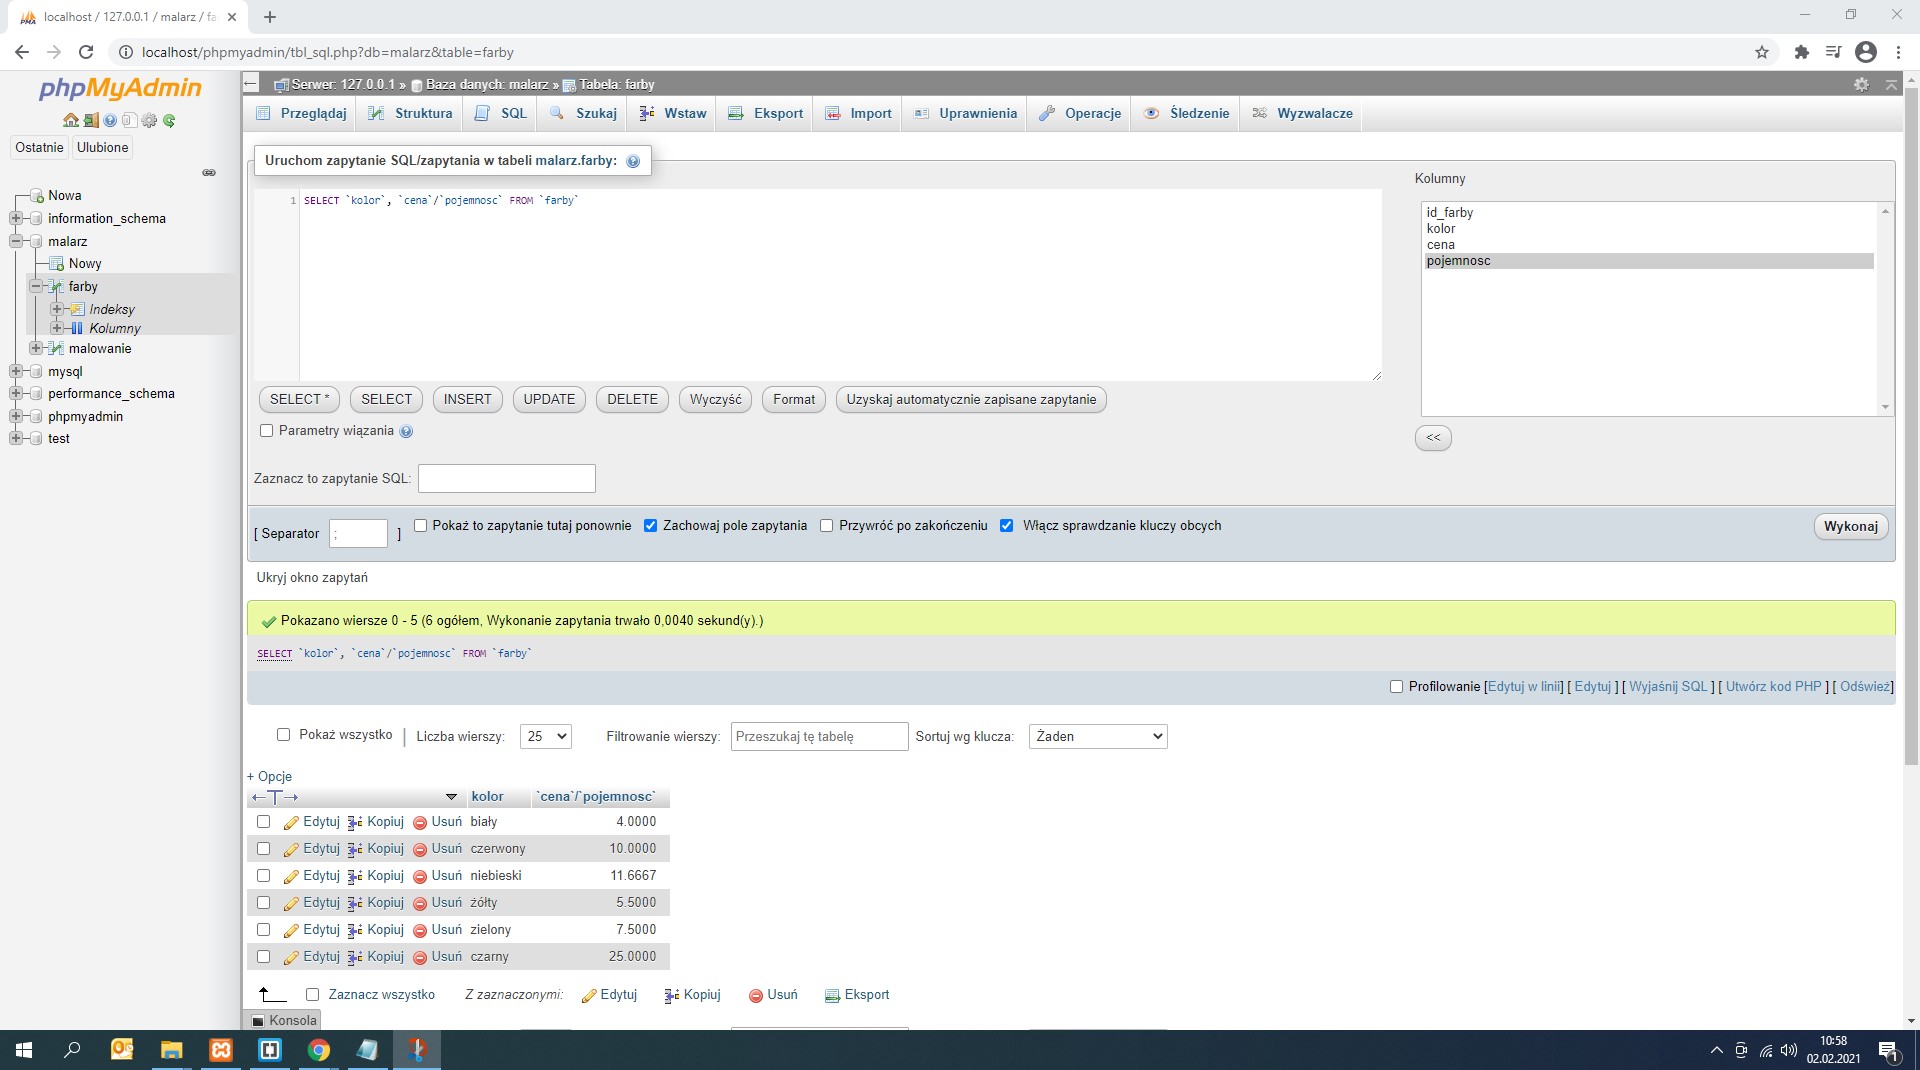 localhost / 127.0.0.1 / malarz / fa
localhost/phpmyadmin/tbl_sql.php?db=malarz&table=farby
phpMyAdmin
Ostatnie Ulubione
Nowa
information_schema
malarz
Nowy
farby
Indeksy
Kolumny
malowanie
mysql
performance_schema
phpmyadmin
test
Serwer: 127.0.0.1 » Baza danych: malarz » Tabela: farby
Przeglądaj Struktura SQL Szukaj Wstaw Eksport Import Uprawnienia Operacje Śledzenie Wyzwalacze
Uruchom zapytanie SQL/zapytania w tabeli malarz.farby:
1 SELECT `kolor`, `cena`/`pojemnosc` FROM `farby`
Kolumny
id_farby
kolor
cena
pojemnosc
<<
SELECT * SELECT INSERT UPDATE DELETE Wyczyść Format Uzyskaj automatycznie zapisane zapytanie
Parametry wiązania
Zaznacz to zapytanie SQL:
[ Separator ; ] Pokaż to zapytanie tutaj ponownie Zachowaj pole zapytania Przywróć po zakończeniu Włącz sprawdzanie kluczy obcych Wykonaj
Ukryj okno zapytań
Pokazano wiersze 0 - 5 (6 ogółem, Wykonanie zapytania trwało 0,0040 sekund(y).)
SELECT `kolor`, `cena`/`pojemnosc` FROM `farby`
Profilowanie [Edytuj w linii] [ Edytuj ] [ Wyjaśnij SQL ] [ Utwórz kod PHP ] [ Odśwież]
Pokaż wszystko | Liczba wierszy: 25 Filtrowanie wierszy: Przeszukaj tę tabelę Sortuj wg klucza: Żaden
+ Opcje
←T→ kolor `cena`/`pojemnosc`
Edytuj Kopiuj Usuń biały 4.0000
Edytuj Kopiuj Usuń czerwony 10.0000
Edytuj Kopiuj Usuń niebieski 11.6667
Edytuj Kopiuj Usuń żółty 5.5000
Edytuj Kopiuj Usuń zielony 7.5000
Edytuj Kopiuj Usuń czarny 25.0000
Zaznacz wszystko Z zaznaczonymi: Edytuj Kopiuj Usuń Eksport
Konsola
10:58
02.02.2021
1